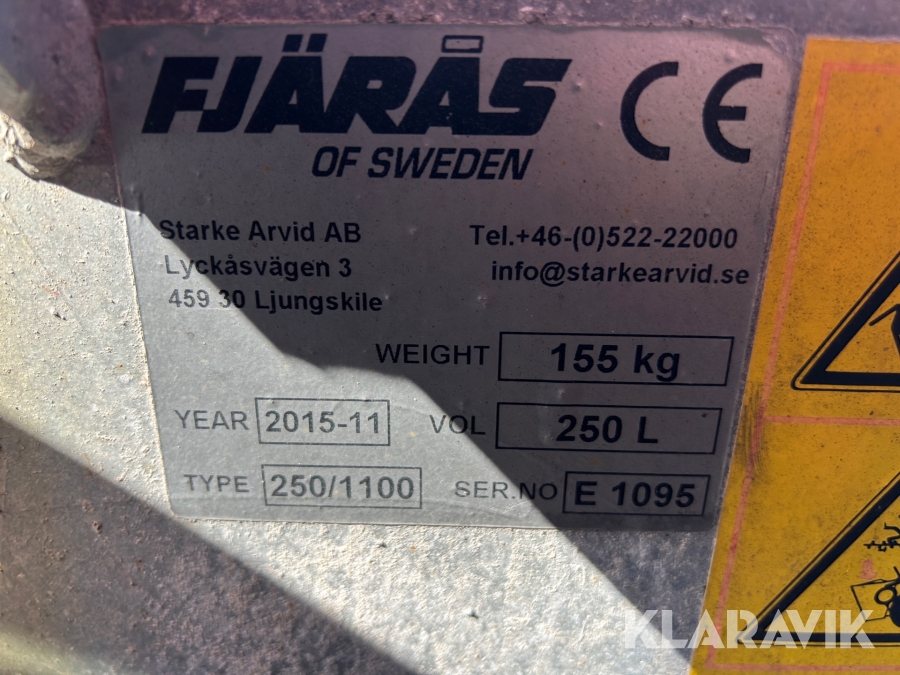 FJÄRÅS
OF SWEDEN
CE
Starke Arvid AB
Lyckåsvägen 3
459 30 Ljungskile
Tel.+46-(0)522-22000
info@starkearvid.se
WEIGHT 155 kg
YEAR 2015-11 VOL 250 L
TYPE 250/1100 SER.NO E 1095
KLARAVIK